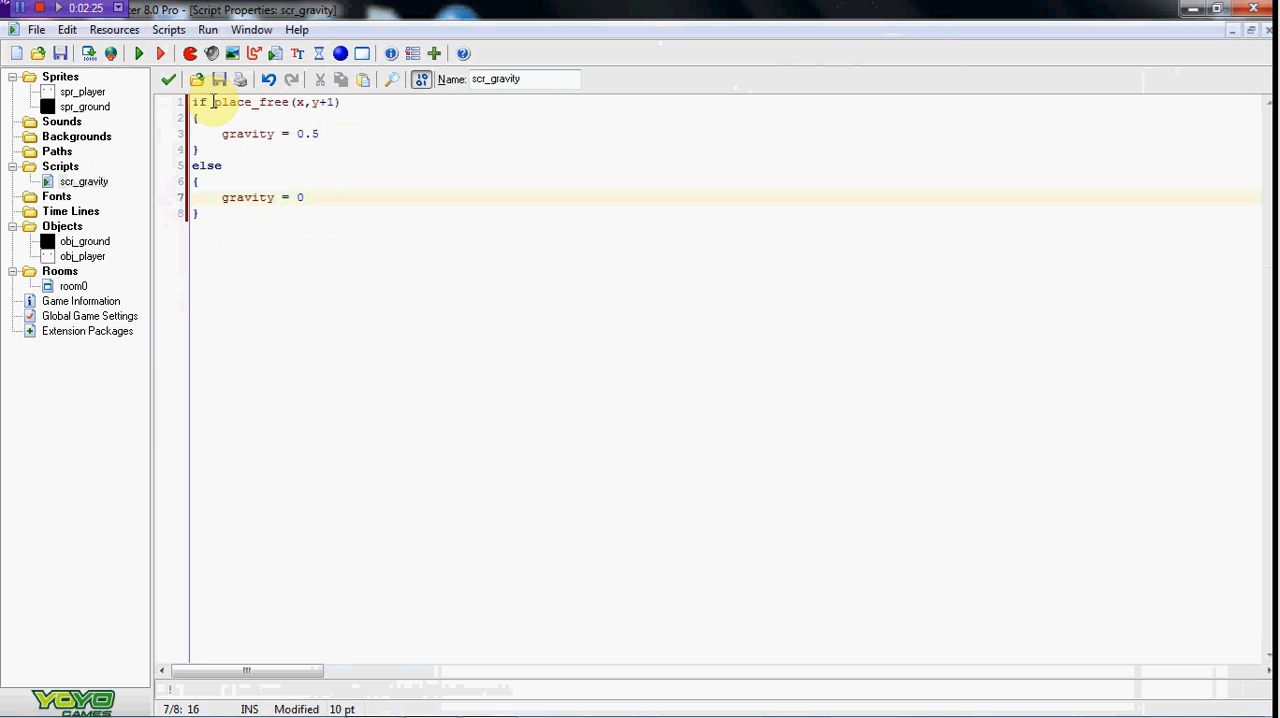 0:02:25
ker 8.0 Pro - [Script Properties: scr_gravity]
File Edit Resources Scripts Run Window Help
Name: scr_gravity
Sprites
spr_player
spr_ground
Sounds
Backgrounds
Paths
Scripts
scr_gravity
Fonts
Time Lines
Objects
obj_ground
obj_player
Rooms
room0
Game Information
Global Game Settings
Extension Packages
1 if place_free(x,y+1)
2 {
3 gravity = 0.5
4 }
5 else
6 {
7 gravity = 0
8 }
YOYO
GAMES
7/8: 16 INS Modified 10 pt